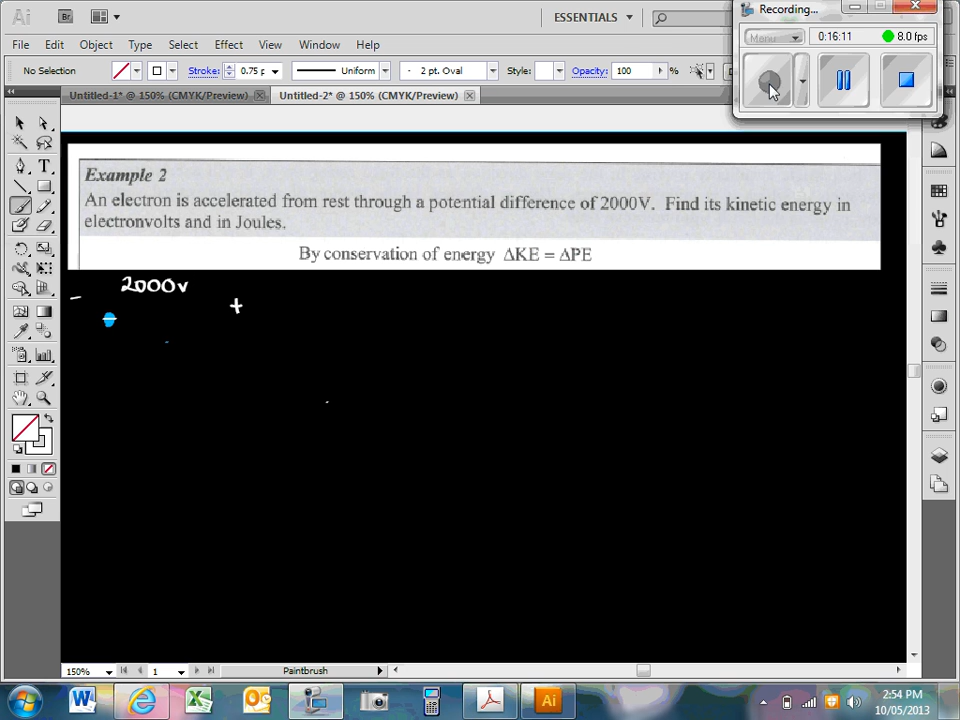 Ai
Br
ESSENTIALS
Recording...
Menu
0:16:11
8.0 fps
File Edit Object Type Select Effect View Window Help
No Selection
Stroke:
0.75 p
Uniform
2 pt. Oval
Style:
Opacity:
100
%
Untitled-1* @ 150% (CMYK/Preview)
Untitled-2* @ 150% (CMYK/Preview)
Example 2
An electron is accelerated from rest through a potential difference of 2000V. Find its kinetic energy in
electronvolts and in Joules.
By conservation of energy ΔKE = ΔPE
2000v
−
+
150%
1
Paintbrush
2:54 PM
10/05/2013